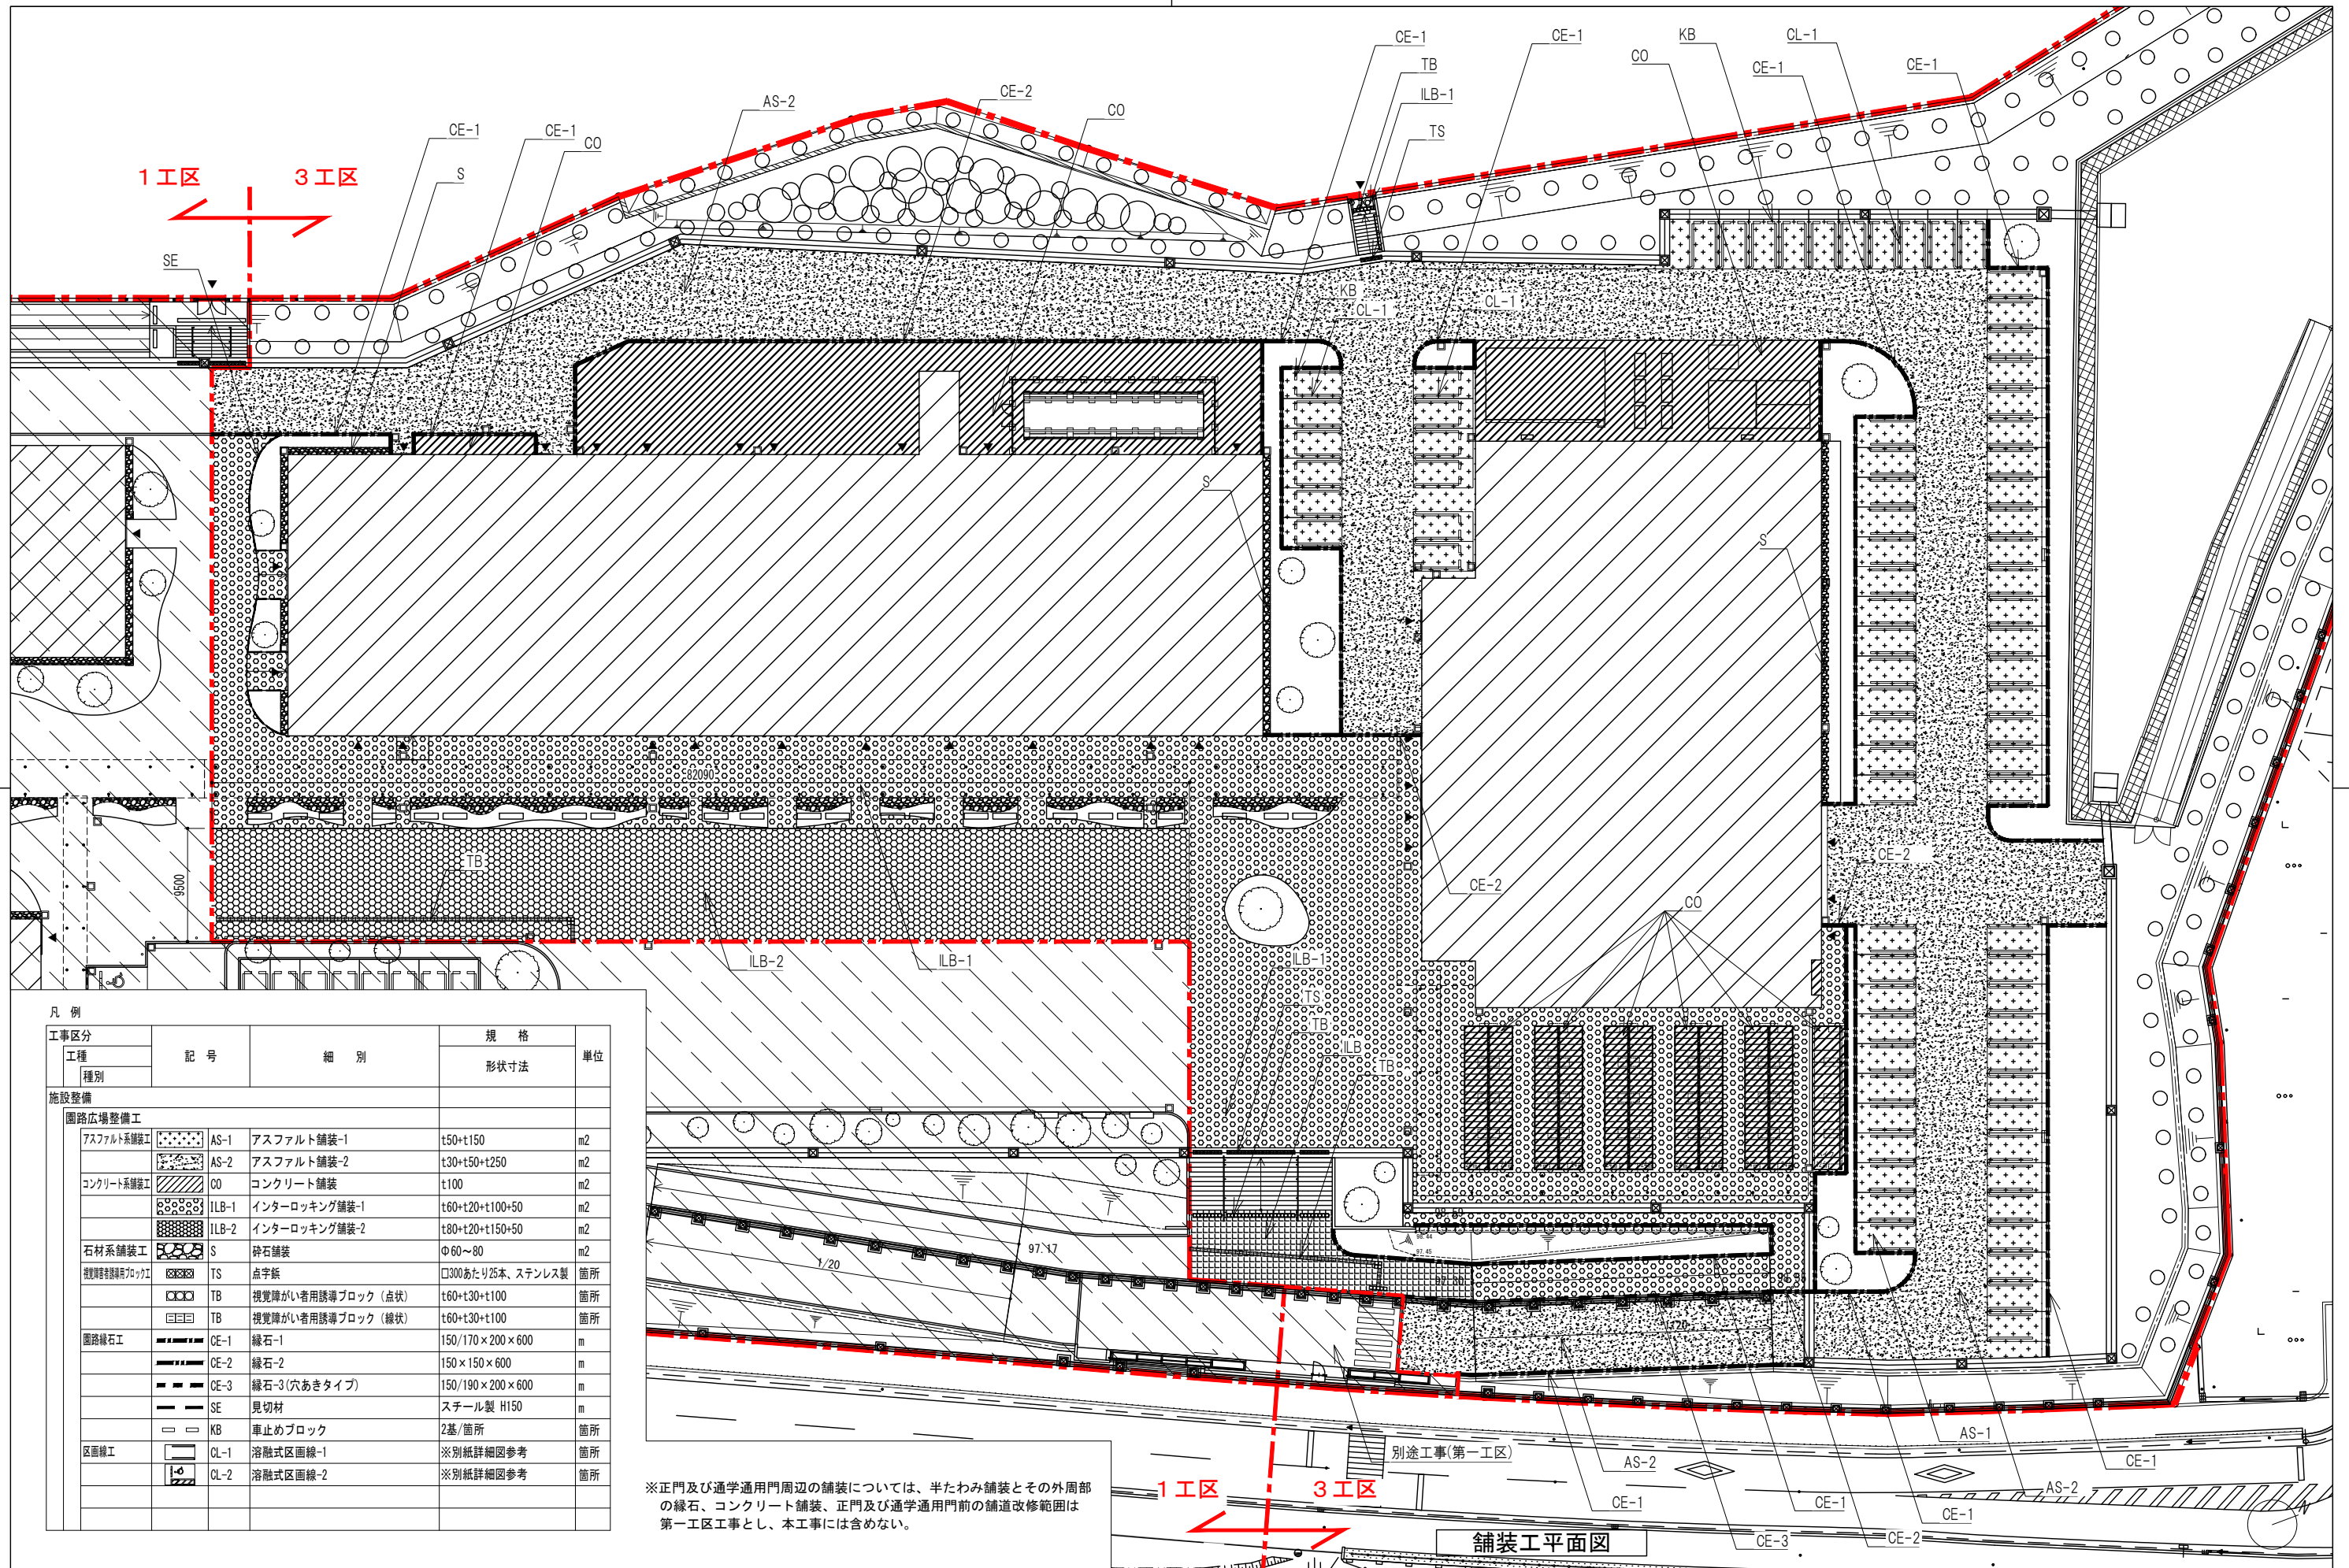 CE-1
CE-1
KB
CL-1
TB
CO
CE-1
CE-1
ILB-1
CE-2
AS-2
CO
TS
CE-1
CE-1
CO
S
1工区
3工区
SE
KB
CL-1
CL-1
S
S
82090
TB
9500
CE-2
CE-2
CO
ILB-2
ILB-1
ILB-1
TS
TB
ILB
TB
97.17
1/20
98.59
98.44
97.45
97.30
凡 例
工事区分
工種
種別
記 号
細 別
規 格
形状寸法
単位
施設整備
園路広場整備工
アスファルト系舗装工 AS-1 アスファルト舗装-1 t50+t150 m2
AS-2 アスファルト舗装-2 t30+t50+t250 m2
コンクリート系舗装工 CO コンクリート舗装 t100 m2
ILB-1 インターロッキング舗装-1 t60+t20+t100+50 m2
ILB-2 インターロッキング舗装-2 t80+t20+t150+50 m2
石材系舗装工 S 砕石舗装 Φ60～80 m2
視覚障害者誘導用ブロック工 TS 点字鋲 □300あたり25本、ステンレス製 箇所
TB 視覚障がい者用誘導ブロック（点状） t60+t30+t100 箇所
TB 視覚障がい者用誘導ブロック（線状） t60+t30+t100 箇所
園路縁石工 CE-1 縁石-1 150/170×200×600 m
CE-2 縁石-2 150×150×600 m
CE-3 縁石-3(穴あきタイプ) 150/190×200×600 m
SE 見切材 スチール製 H150 m
KB 車止めブロック 2基/箇所 箇所
区画線工 CL-1 溶融式区画線-1 ※別紙詳細図参考 箇所
CL-2 溶融式区画線-2 ※別紙詳細図参考 箇所
※正門及び通学通用門周辺の舗装については、半たわみ舗装とその外周部
の縁石、コンクリート舗装、正門及び通学通用門前の舗道改修範囲は
第一工区工事とし、本工事には含めない。
別途工事(第一工区)
1工区
3工区
AS-1
AS-2
CE-1
AS-2
CE-1
CE-1
CE-1
CE-3
CE-2
舗装工平面図